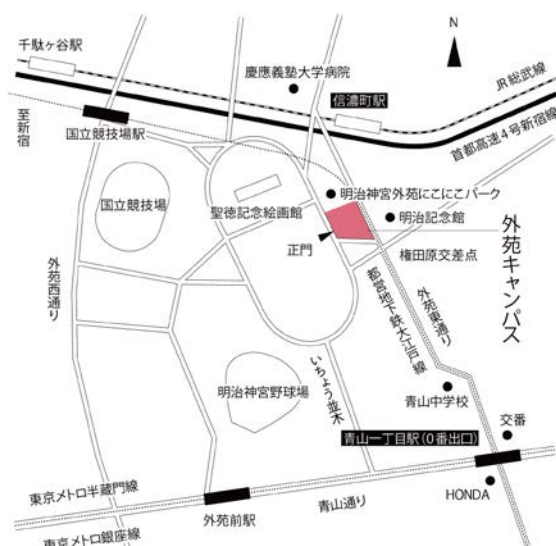 N
千駄ヶ谷駅
慶應義塾大学病院
信濃町駅
JR総武線
至新宿
国立競技場駅
首都高速4号新宿線
国立競技場
聖徳記念絵画館
明治神宮外苑にこにこパーク
明治記念館
正門
権田原交差点
外苑キャンパス
外苑西通り
都営地下鉄大江戸線
外苑東通り
明治神宮野球場
いちょう並木
青山中学校
交番
青山一丁目駅(0番出口)
東京メトロ半蔵門線
青山通り
HONDA
外苑前駅
東京メトロ銀座線